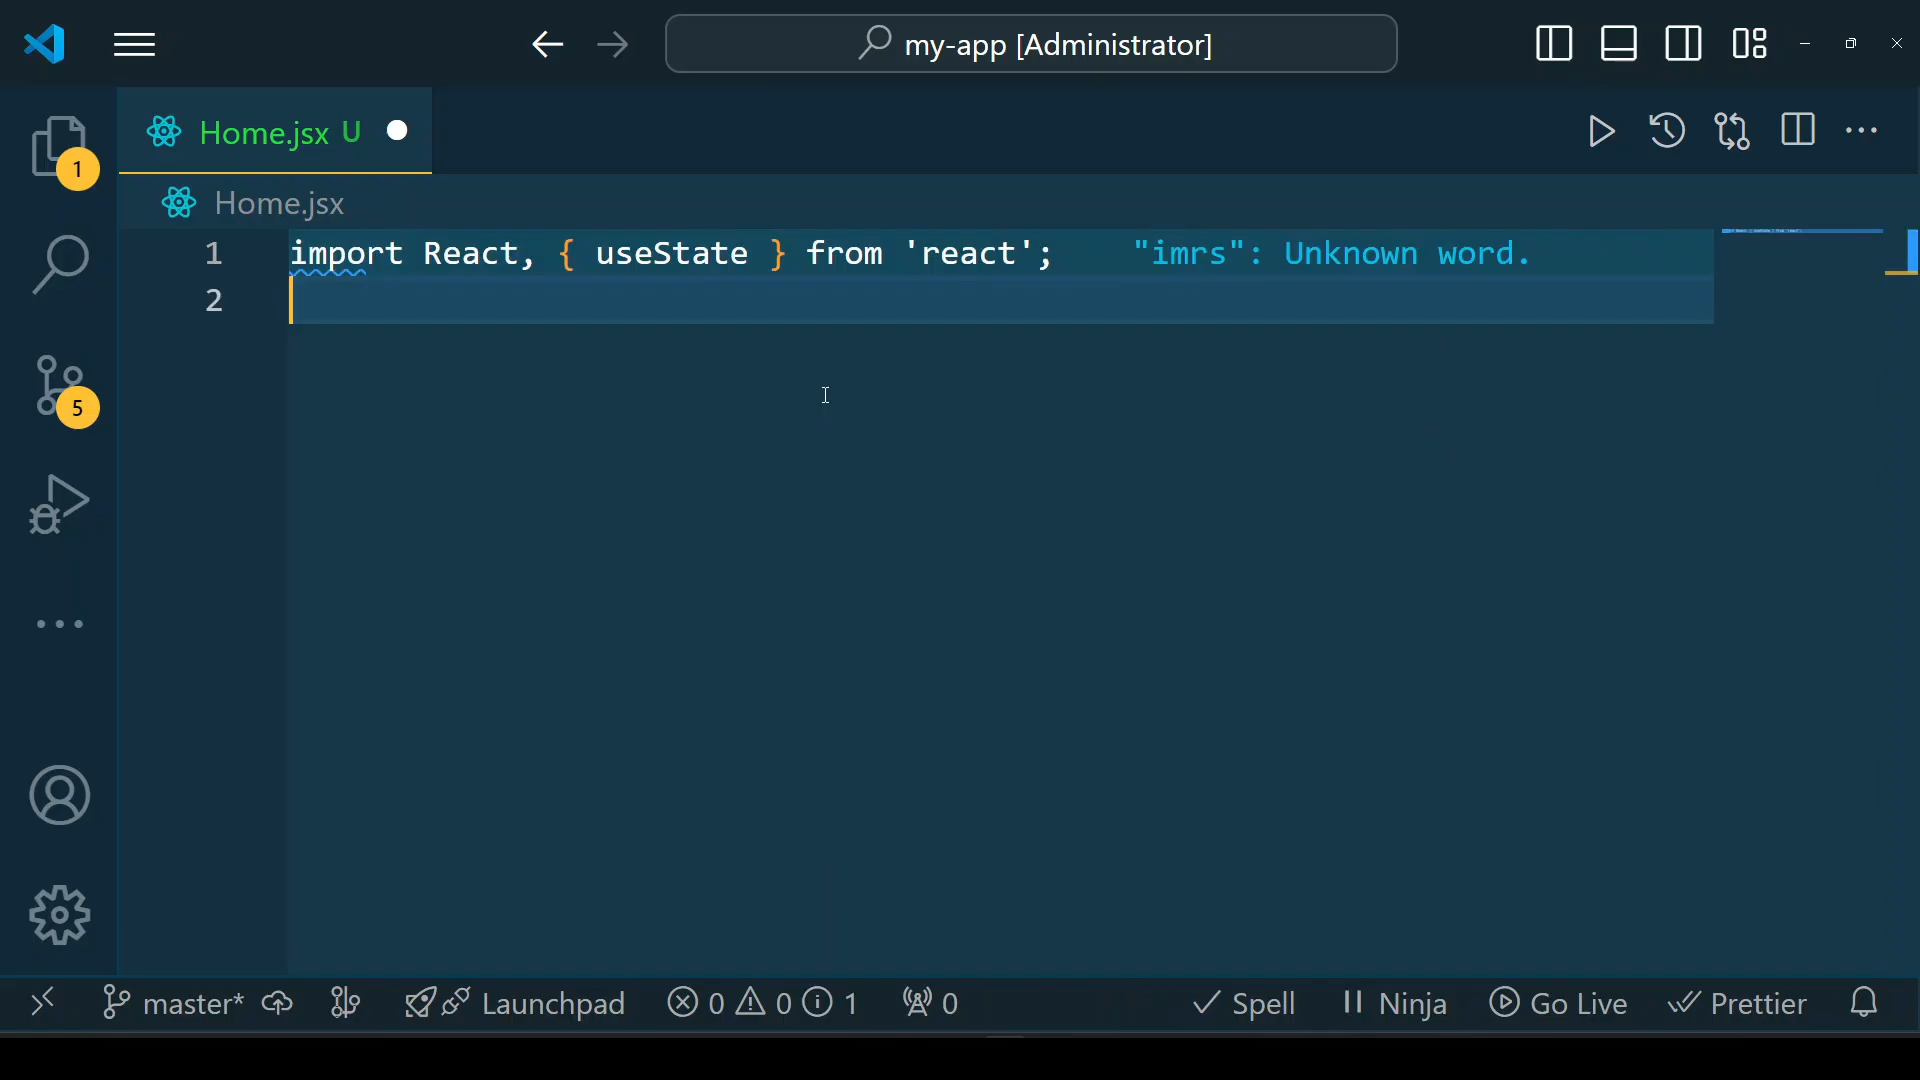 my-app [Administrator]
Home.jsx U
1
Home.jsx
1 import React, { useState } from 'react'; "imrs": Unknown word.
2
5
master* Launchpad 0 0 1 0 Spell Ninja Go Live Prettier